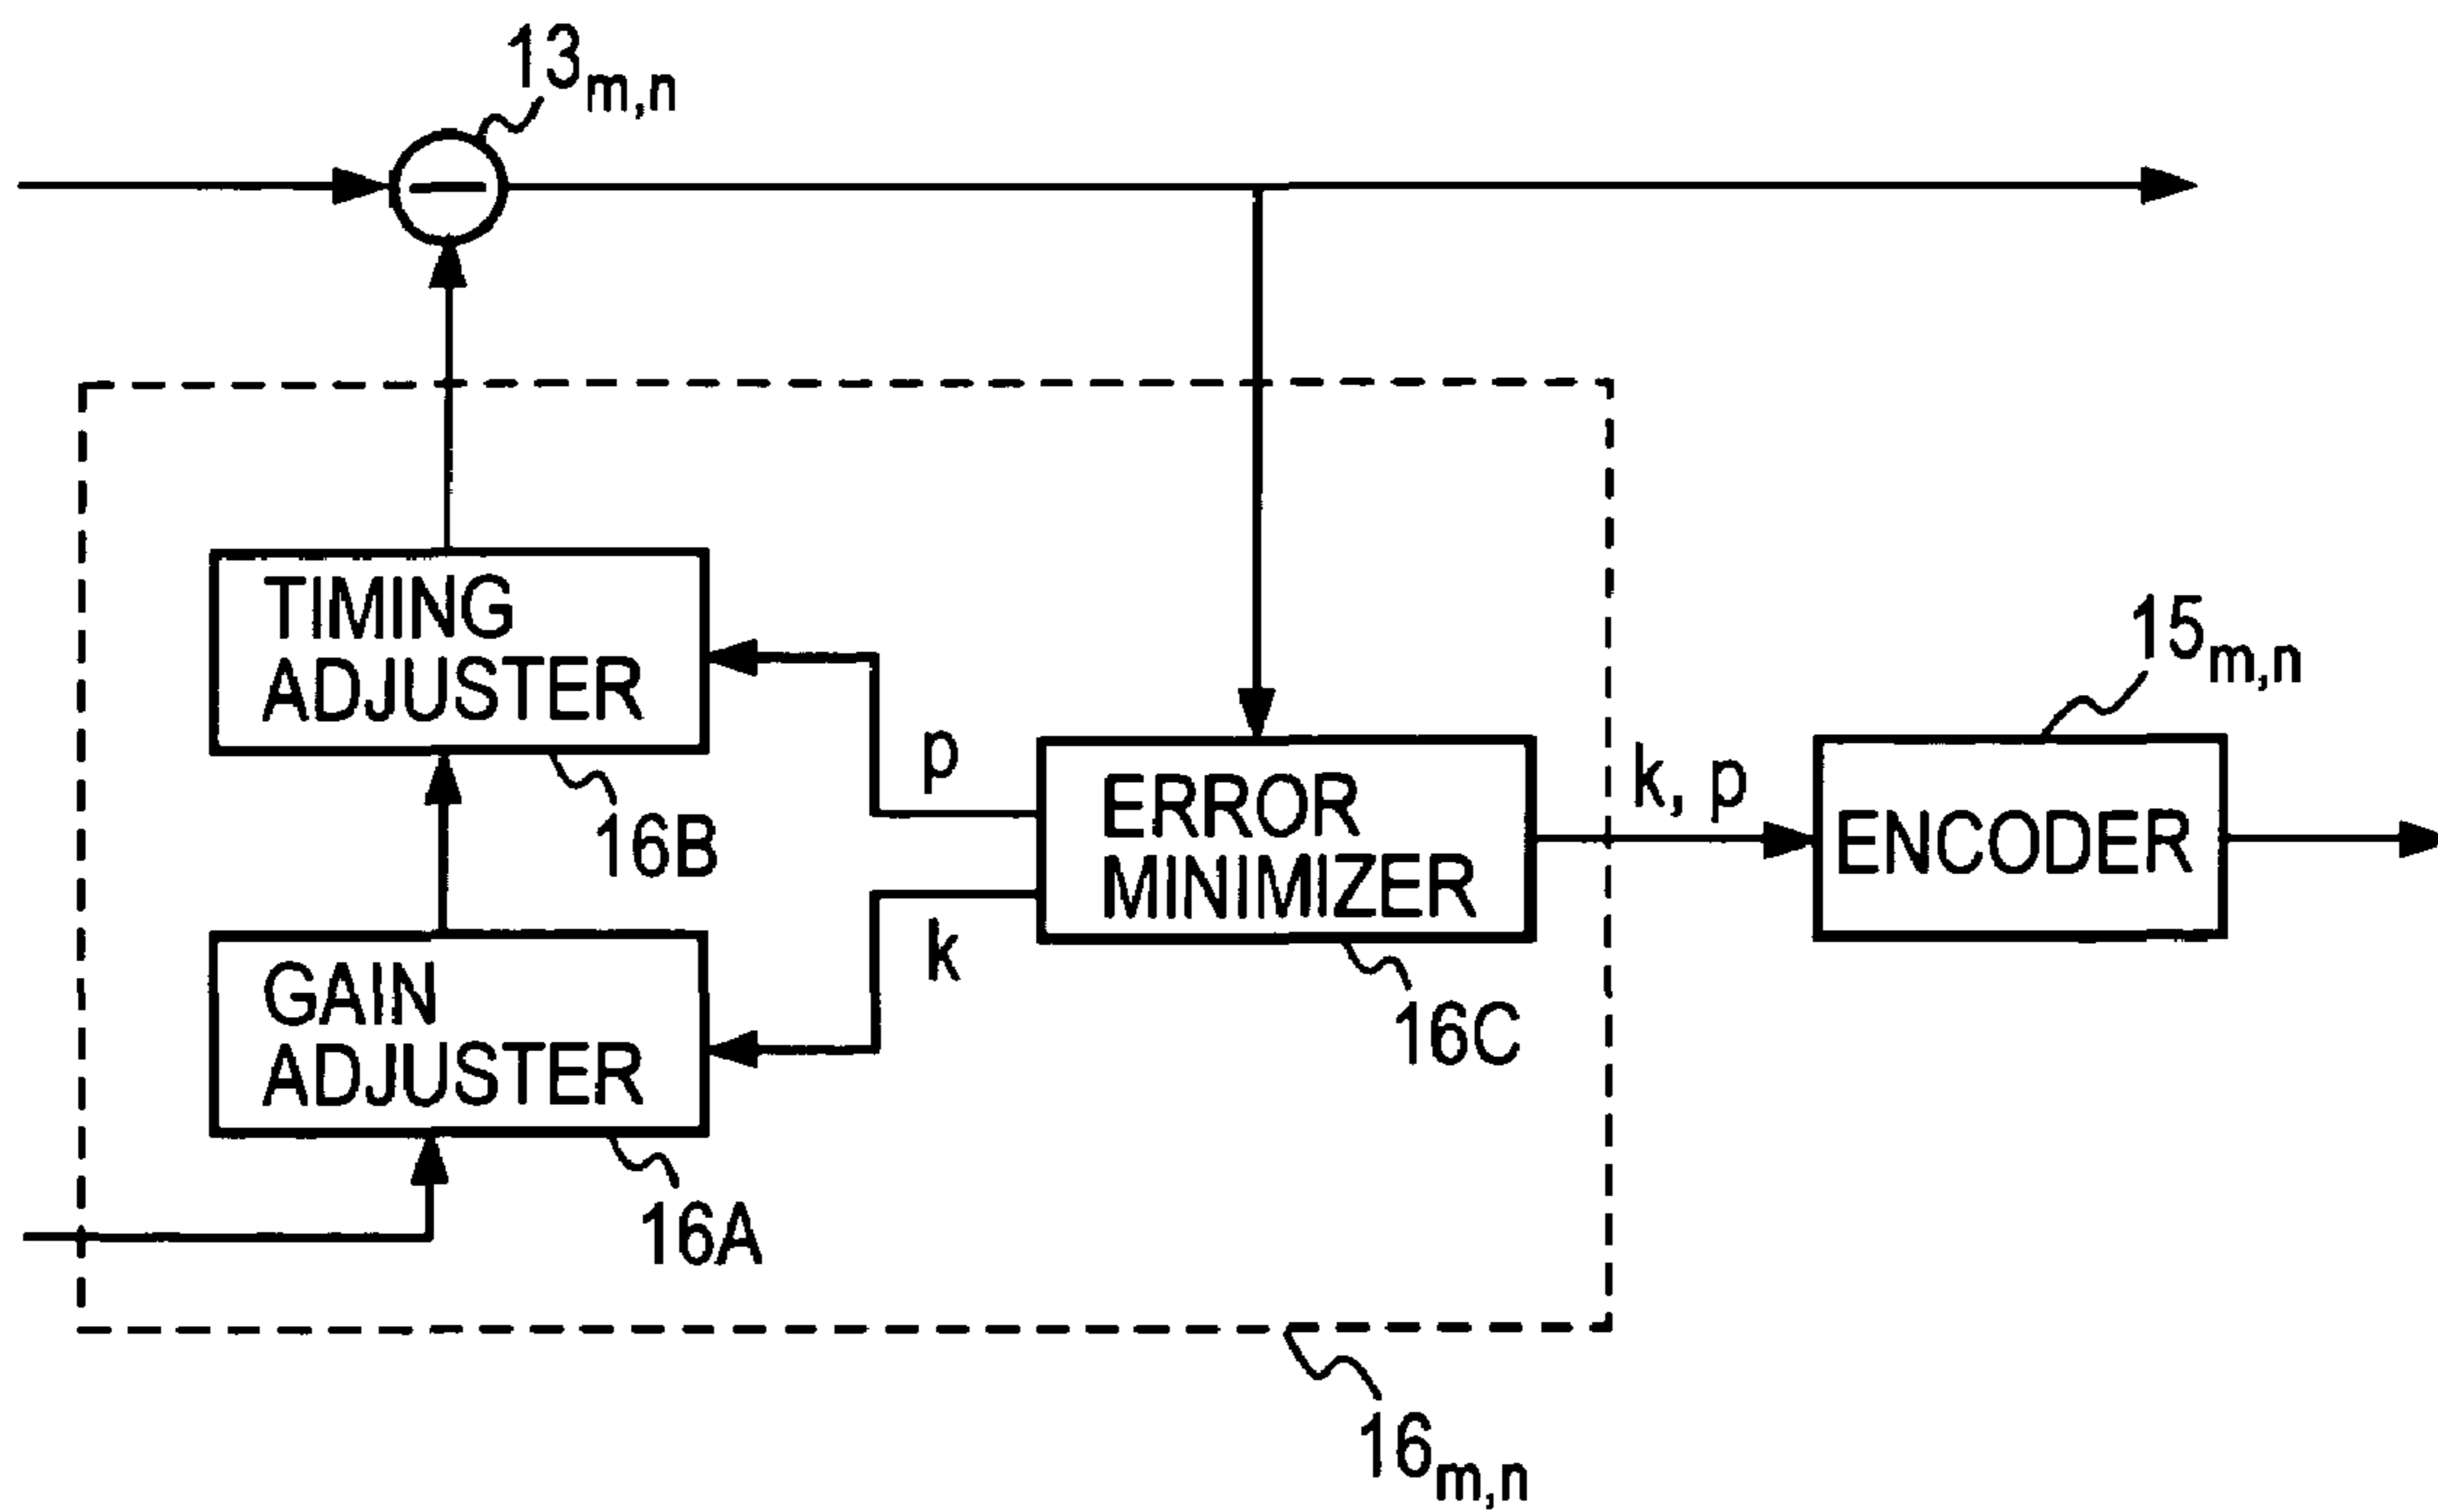 13m,n
TIMING
ADJUSTER
15m,n
p
k, p
ERROR
MINIMIZER
ENCODER
16B
k
GAIN
ADJUSTER
16C
16A
16m,n